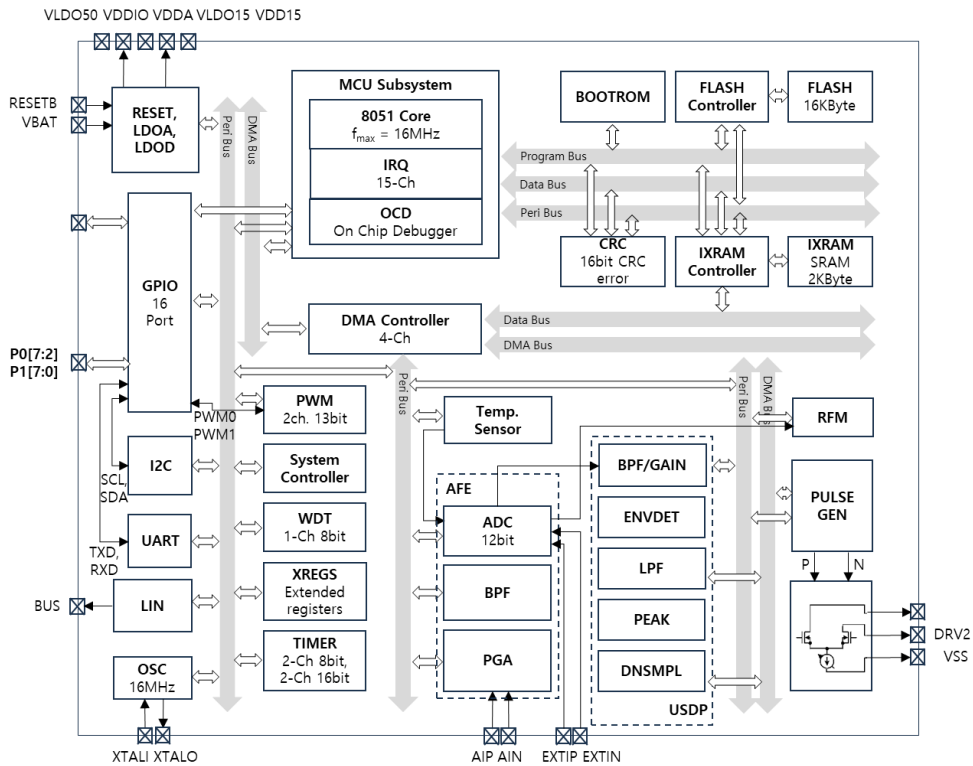 VLDO50 VDDIO VDDA VLDO15 VDD15
RESETB
VBAT
RESET,
LDOA,
LDOD
Peri Bus
DMA Bus
MCU Subsystem
8051 Core
fmax = 16MHz
IRQ
15-Ch
OCD
On Chip Debugger
BOOTROM
FLASH
Controller
FLASH
16KByte
Program Bus
Data Bus
Peri Bus
CRC
16bit CRC
error
IXRAM
Controller
IXRAM
SRAM
2KByte
GPIO
16
Port
P0[7:2]
P1[7:0]
DMA Controller
4-Ch
Data Bus
DMA Bus
Peri Bus
Peri Bus
DMA Bus
PWM0
PWM1
PWM
2ch. 13bit
Temp.
Sensor
RFM
I2C
SCL,
SDA
System
Controller
AFE
BPF/GAIN
PULSE
GEN
UART
TXD,
RXD
WDT
1-Ch 8bit
ADC
12bit
ENVDET
P
N
BUS
LIN
XREGS
Extended
registers
BPF
LPF
PEAK
DRV2
VSS
OSC
16MHz
TIMER
2-Ch 8bit,
2-Ch 16bit
PGA
DNSMPL
USDP
XTALI XTALO
AIP AIN
EXTIP EXTIN